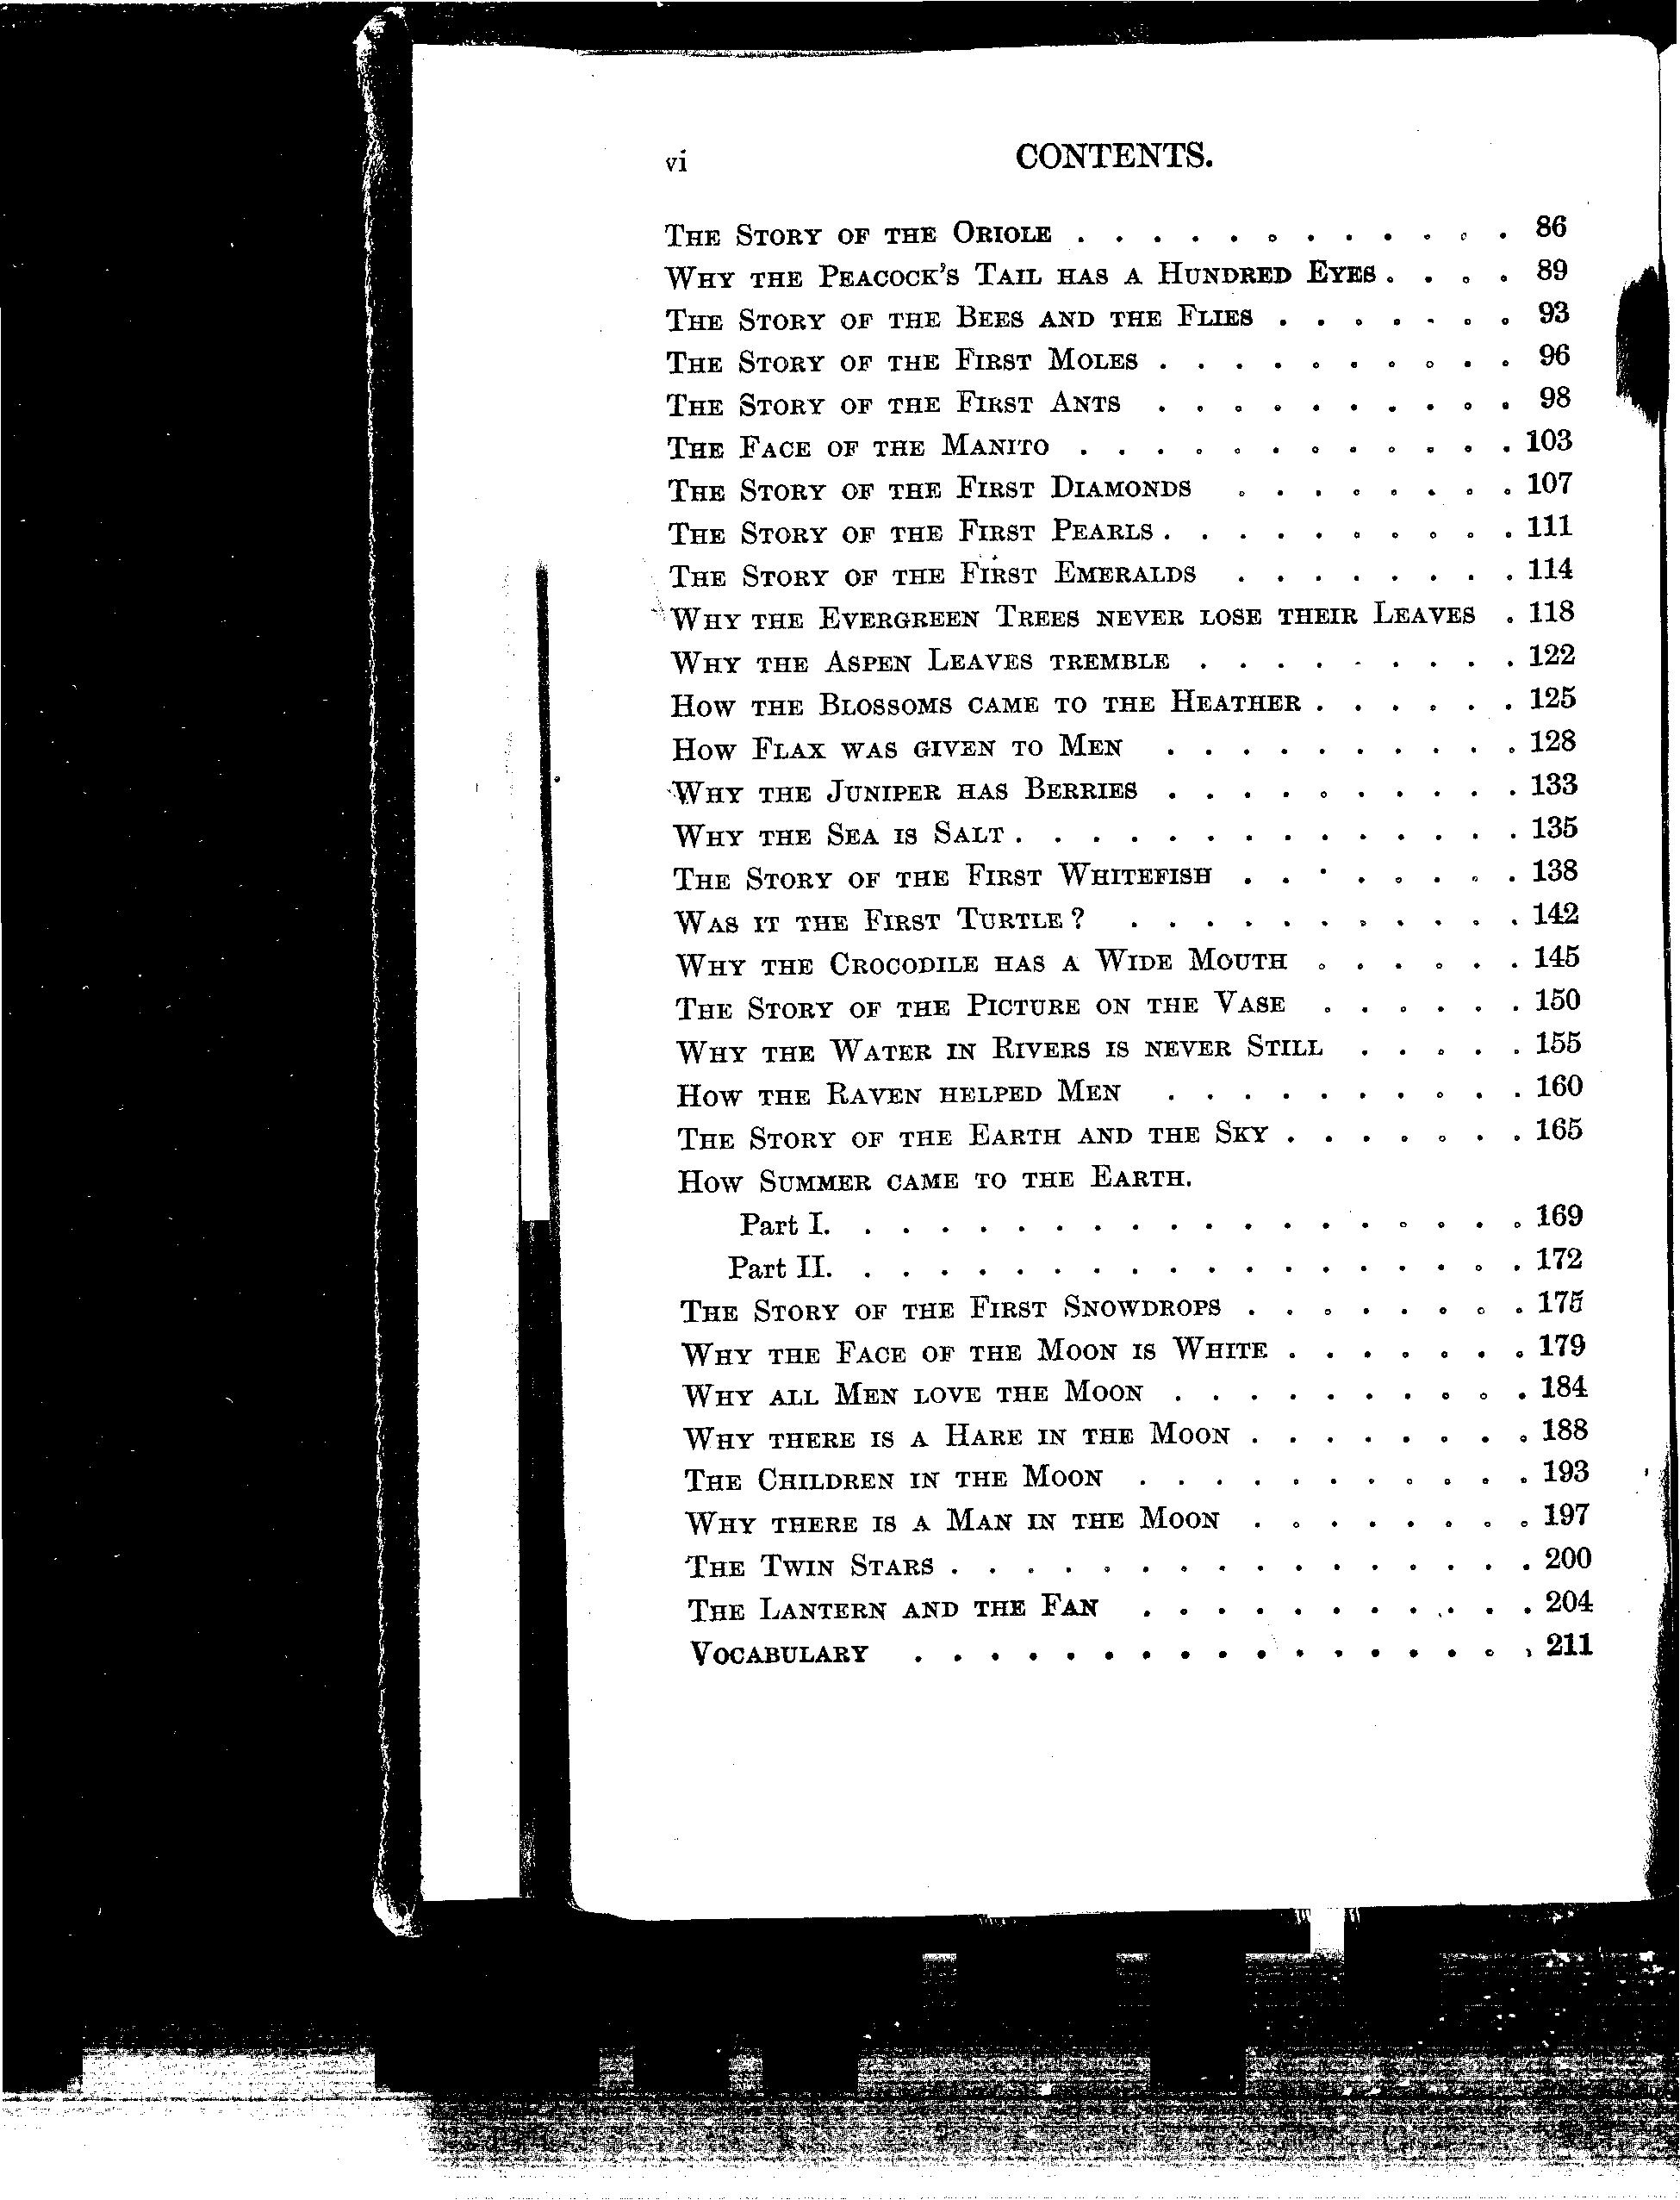 vi CONTENTS.
THE STORY OF THE ORIOLE . . . . . . . . . . . . 86
WHY THE PEACOCK'S TAIL HAS A HUNDRED EYES . . . . 89
THE STORY OF THE BEES AND THE FLIES . . . . . . . 93
THE STORY OF THE FIRST MOLES . . . . . . . . . . 96
THE STORY OF THE FIRST ANTS . . . . . . . . . . 98
THE FACE OF THE MANITO . . . . . . . . . . . . 103
THE STORY OF THE FIRST DIAMONDS . . . . . . . . 107
THE STORY OF THE FIRST PEARLS . . . . . . . . . . 111
THE STORY OF THE FIRST EMERALDS . . . . . . . . 114
WHY THE EVERGREEN TREES NEVER LOSE THEIR LEAVES . 118
WHY THE ASPEN LEAVES TREMBLE . . . . . . . . . 122
HOW THE BLOSSOMS CAME TO THE HEATHER . . . . . . 125
HOW FLAX WAS GIVEN TO MEN . . . . . . . . . . 128
WHY THE JUNIPER HAS BERRIES . . . . . . . . . . 133
WHY THE SEA IS SALT . . . . . . . . . . . . . . 135
THE STORY OF THE FIRST WHITEFISH . . . . . . . . 138
WAS IT THE FIRST TURTLE ? . . . . . . . . . . . 142
WHY THE CROCODILE HAS A WIDE MOUTH . . . . . . 145
THE STORY OF THE PICTURE ON THE VASE . . . . . . 150
WHY THE WATER IN RIVERS IS NEVER STILL . . . . . 155
HOW THE RAVEN HELPED MEN . . . . . . . . . . 160
THE STORY OF THE EARTH AND THE SKY . . . . . . . 165
HOW SUMMER CAME TO THE EARTH.
Part I. . . . . . . . . . . . . . . . . . . 169
Part II. . . . . . . . . . . . . . . . . . . 172
THE STORY OF THE FIRST SNOWDROPS . . . . . . . . 175
WHY THE FACE OF THE MOON IS WHITE . . . . . . . 179
WHY ALL MEN LOVE THE MOON . . . . . . . . . . 184
WHY THERE IS A HARE IN THE MOON . . . . . . . . 188
THE CHILDREN IN THE MOON . . . . . . . . . . . 193
WHY THERE IS A MAN IN THE MOON . . . . . . . . 197
THE TWIN STARS . . . . . . . . . . . . . . . . 200
THE LANTERN AND THE FAN . . . . . . . . . . . 204
VOCABULARY . . . . . . . . . . . . . . . . . 211